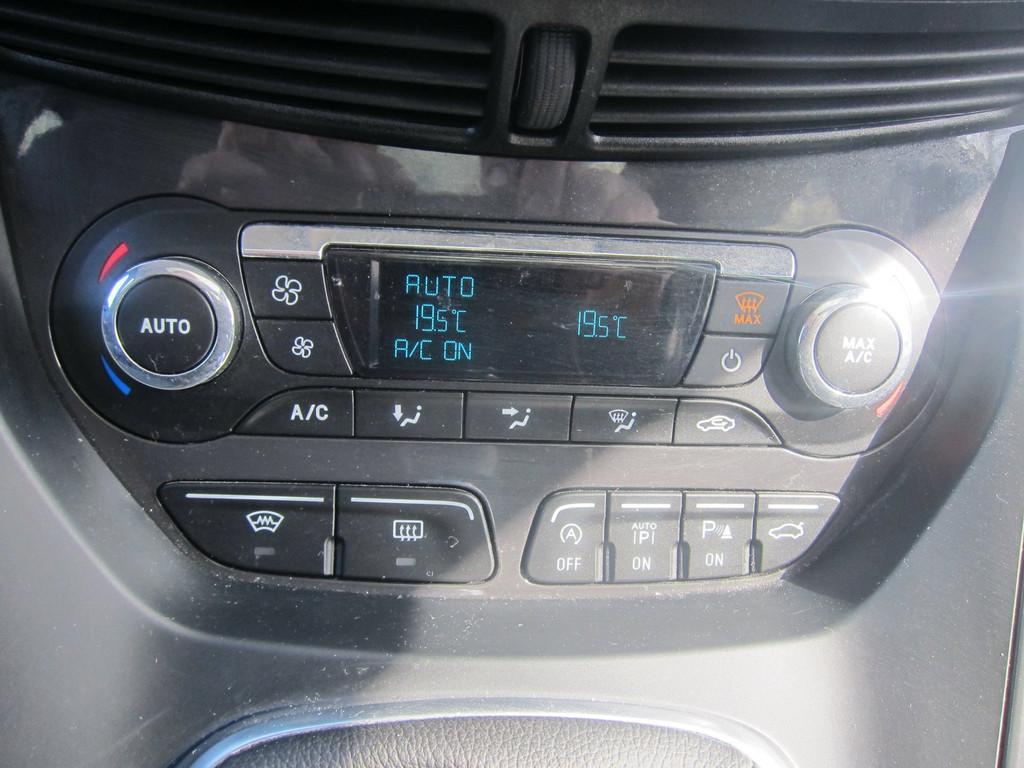 AUTO
AUTO
19.5°C
19.5°C
A/C ON
MAX
MAX
A/C
A/C
A
OFF
AUTO
P
ON
P
ON